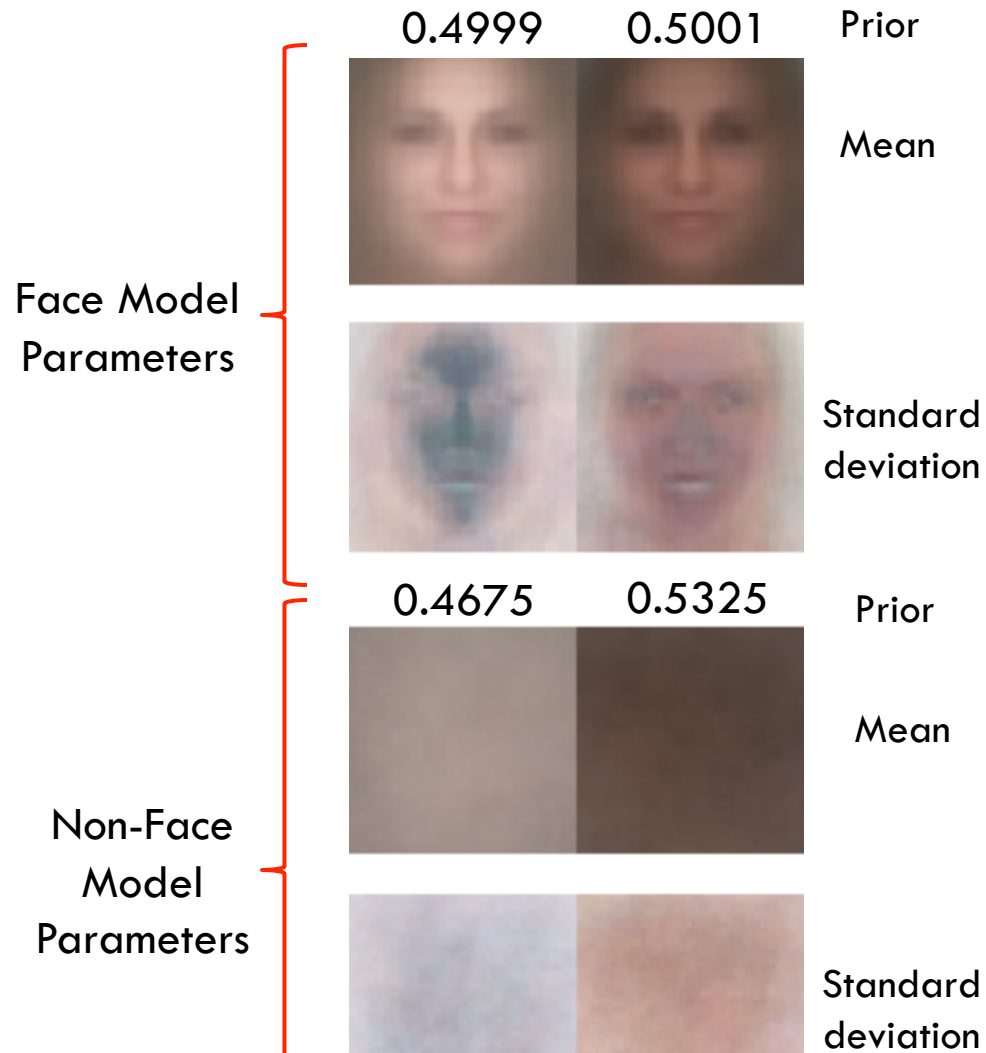 0.4999 0.5001 Prior
Mean
Face Model
Parameters
Standard
deviation
0.4675 0.5325 Prior
Mean
Non-Face
Model
Parameters
Standard
deviation